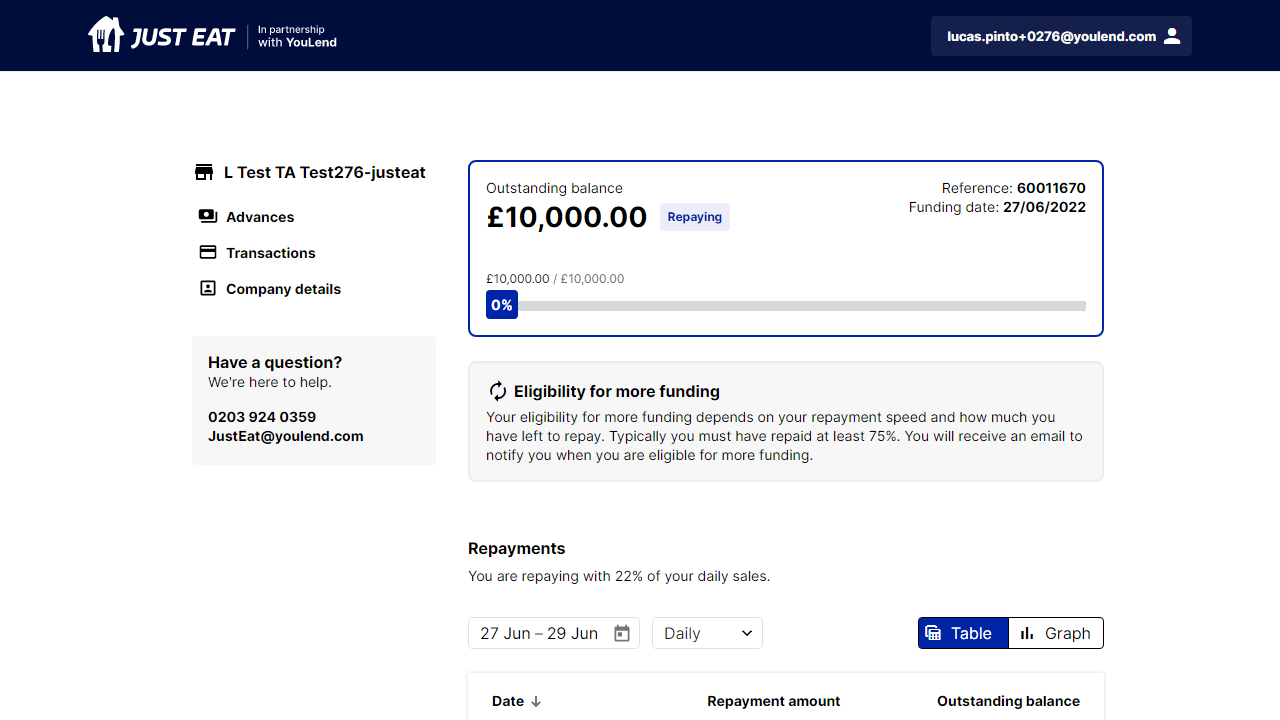 JUST EAT
In partnership
with YouLend
lucas.pinto+0276@youlend.com
L Test TA Test276-justeat
Advances
Transactions
Company details
Have a question?
We're here to help.
0203 924 0359
JustEat@youlend.com
Outstanding balance
£10,000.00 Repaying
Reference: 60011670
Funding date: 27/06/2022
£10,000.00 / £10,000.00
0%
Eligibility for more funding
Your eligibility for more funding depends on your repayment speed and how much you
have left to repay. Typically you must have repaid at least 75%. You will receive an email to
notify you when you are eligible for more funding.
Repayments
You are repaying with 22% of your daily sales.
27 Jun – 29 Jun Daily Table Graph
Date Repayment amount Outstanding balance